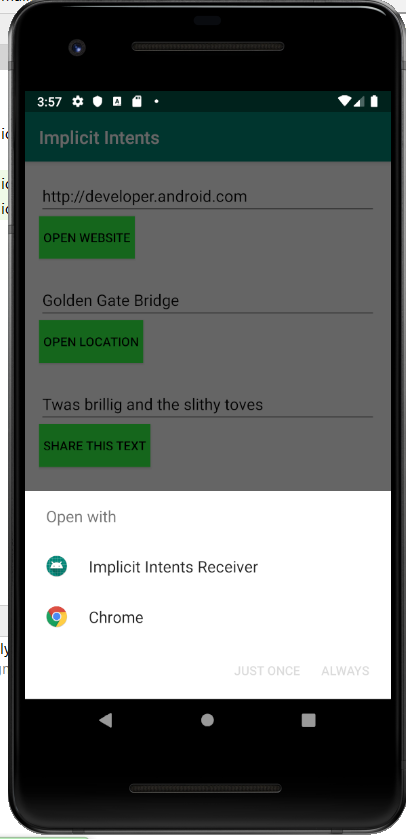 3:57
Implicit Intents
http://developer.android.com
OPEN WEBSITE
Golden Gate Bridge
OPEN LOCATION
Twas brillig and the slithy toves
SHARE THIS TEXT
Open with
Implicit Intents Receiver
Chrome
JUST ONCE ALWAYS